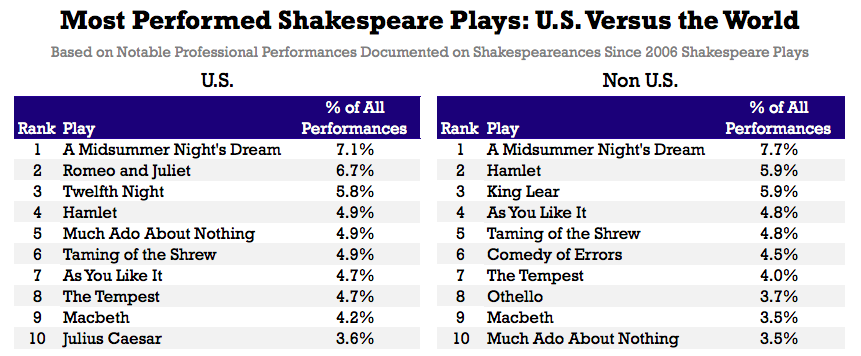 Most Performed Shakespeare Plays: U.S. Versus the World
Based on Notable Professional Performances Documented on Shakespeareances Since 2006 Shakespeare Plays
U.S.
% of All
Rank Play Performances
1 A Midsummer Night's Dream 7.1%
2 Romeo and Juliet 6.7%
3 Twelfth Night 5.8%
4 Hamlet 4.9%
5 Much Ado About Nothing 4.9%
6 Taming of the Shrew 4.9%
7 As You Like It 4.7%
8 The Tempest 4.7%
9 Macbeth 4.2%
10 Julius Caesar 3.6%
Non U.S.
% of All
Rank Play Performances
1 A Midsummer Night's Dream 7.7%
2 Hamlet 5.9%
3 King Lear 5.9%
4 As You Like It 4.8%
5 Taming of the Shrew 4.8%
6 Comedy of Errors 4.5%
7 The Tempest 4.0%
8 Othello 3.7%
9 Macbeth 3.5%
10 Much Ado About Nothing 3.5%